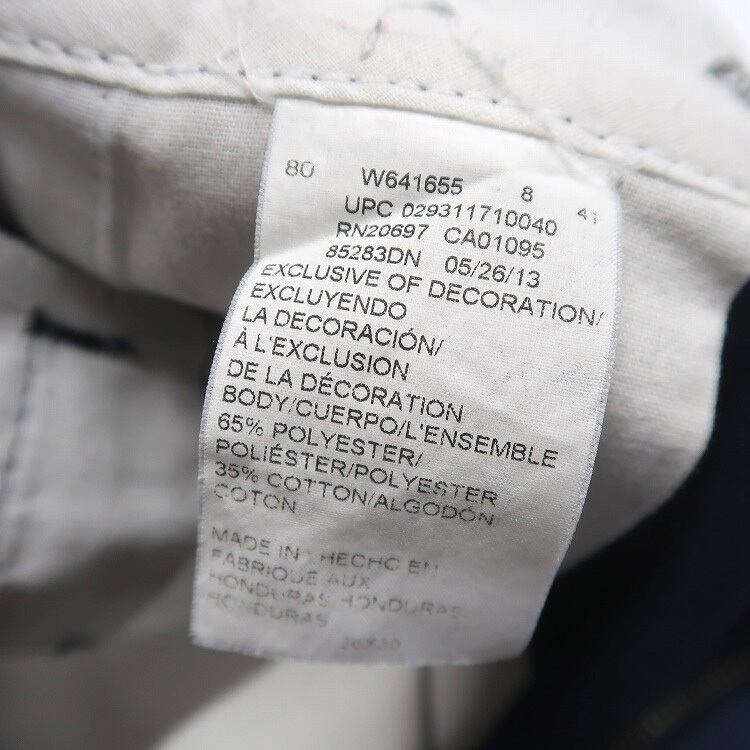 80 W641655 8 41
UPC 029311710040
RN20697 CA01095
85283DN 05/26/13
EXCLUSIVE OF DECORATION/
EXCLUYENDO
LA DECORACIÓN/
À L'EXCLUSION
DE LA DÉCORATION
BODY/CUERPO/L'ENSEMBLE
65% POLYESTER/
POLIÉSTER/POLYESTER
35% COTTON/ALGODÓN
COTON
MADE IN HECHO EN
FABRIQUE AUX
HONDURAS HONDURAS
HONDURAS